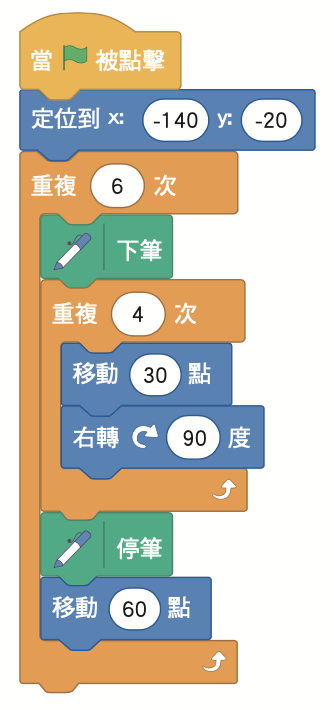 當 被點擊
定位到 x: -140 y: -20
重複 6 次
下筆
重複 4 次
移動 30 點
右轉 90 度
停筆
移動 60 點